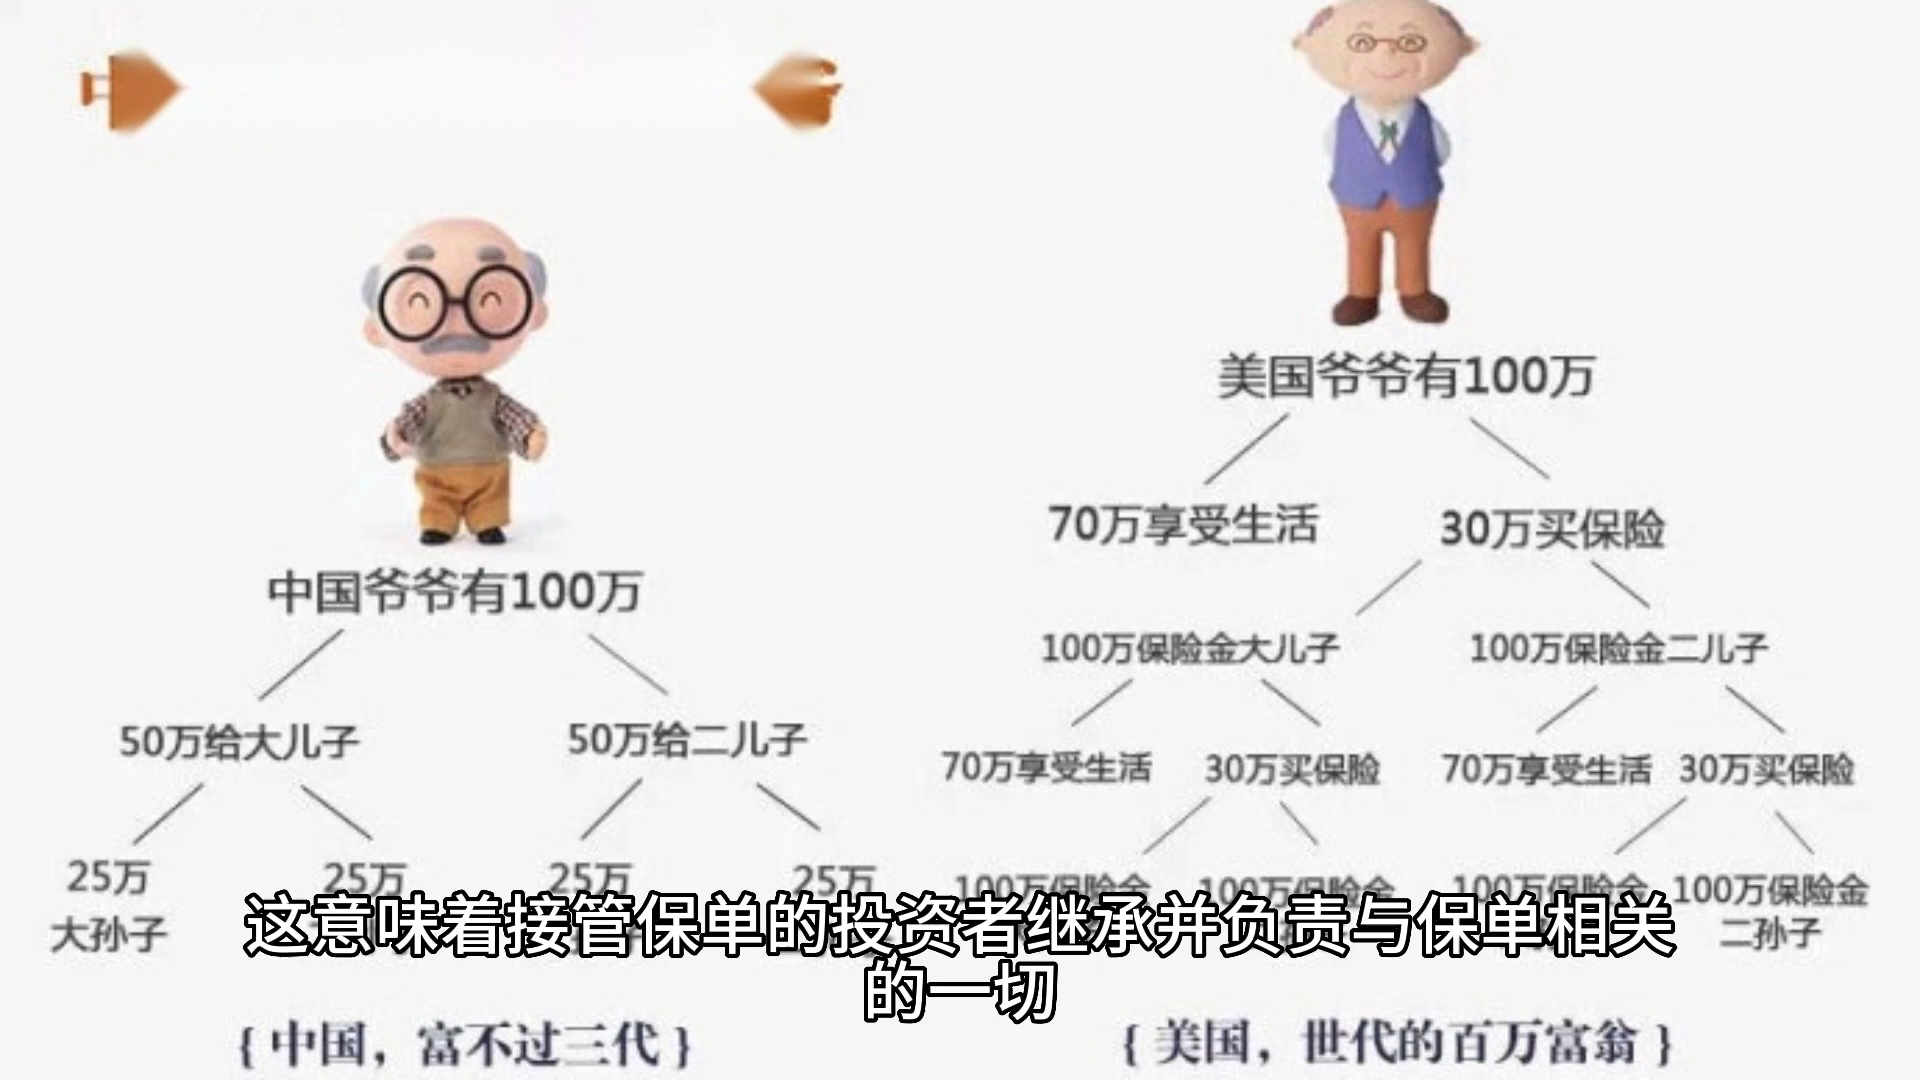 中国爷爷有100万
50万给大儿子
50万给二儿子
25万
25万
25万
25万
大孙子
美国爷爷有100万
70万享受生活
30万买保险
100万保险金大儿子
100万保险金二儿子
70万享受生活
30万买保险
70万享受生活
30万买保险
100万保险金
100万保险金
100万保险金
100万保险金
二孙子
这意味着接管保单的投资者继承并负责与保单相关
的一切
{ 中国，富不过三代 }
{ 美国，世代的百万富翁 }